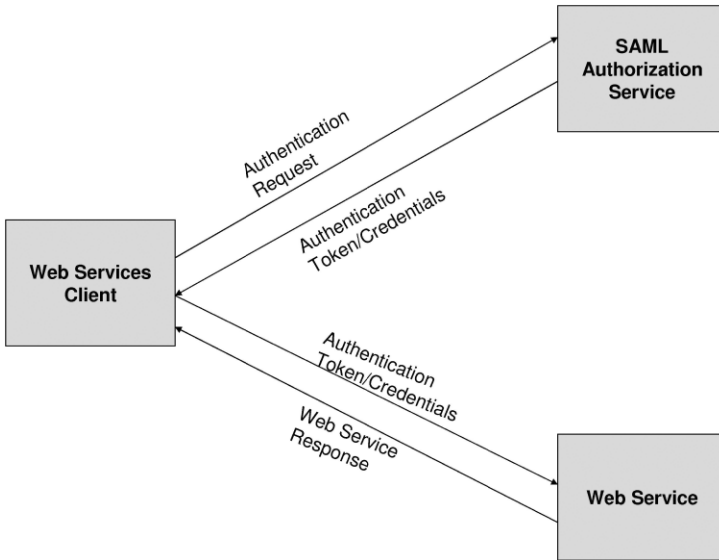 SAML
Authorization
Service
Authentication
Request
Authentication
Token/Credentials
Web Services
Client
Authentication
Token/Credentials
Web Service
Response
Web Service